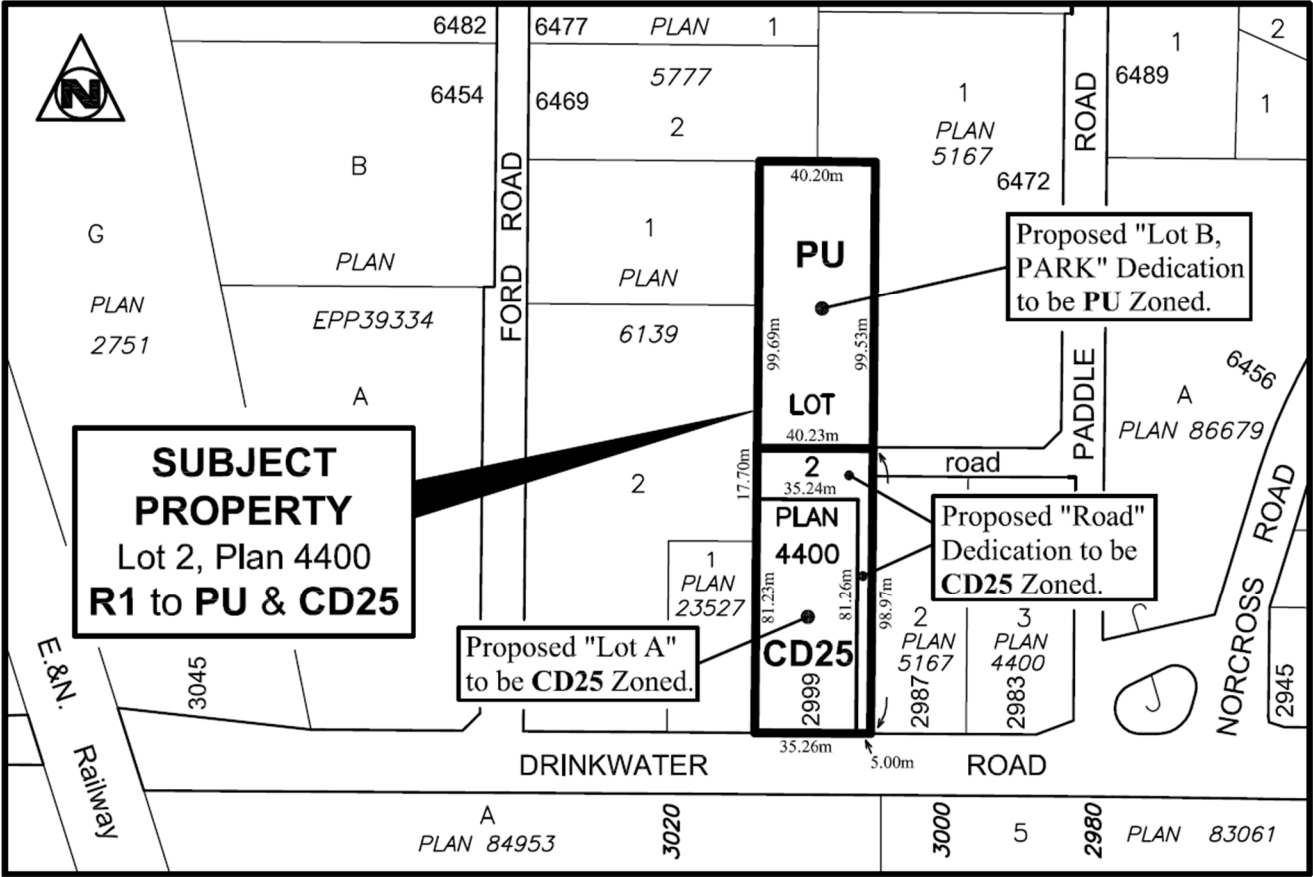 6482
6477
PLAN
1
1
2
N
5777
6454
6469
2
1
PLAN
5167
6472
ROAD
6489
1
B
FORD ROAD
40.20m
G
1
PU
Proposed "Lot B,
PARK" Dedication
to be PU Zoned.
PLAN
PLAN
PLAN
2751
EPP39334
6139
99.69m
99.53m
PADDLE
6456
A
A
PLAN 86679
LOT
40.23m
SUBJECT
PROPERTY
Lot 2, Plan 4400
R1 to PU & CD25
2
17.70m
2
35.24m
road
PLAN
4400
Proposed "Road"
Dedication to be
CD25 Zoned.
NORCROSS ROAD
1
PLAN
23527
81.23m
81.26m
98.97m
2
PLAN
5167
3
PLAN
4400
Proposed "Lot A"
to be CD25 Zoned.
CD25
E.&N. Railway
3045
2999
2987
2983
2945
35.26m
5.00m
DRINKWATER ROAD
A
PLAN 84953
3020
3000
5
2980
PLAN 83061